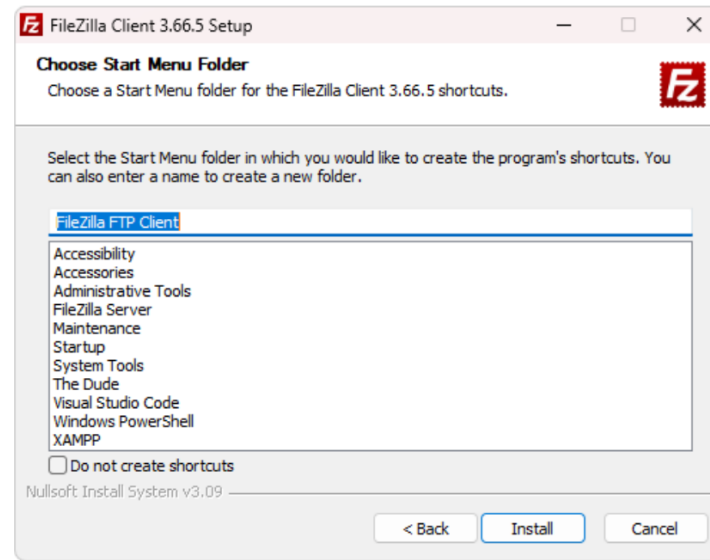 FileZilla Client 3.66.5 Setup
Choose Start Menu Folder
Choose a Start Menu folder for the FileZilla Client 3.66.5 shortcuts.
Fz
Select the Start Menu folder in which you would like to create the program's shortcuts. You
can also enter a name to create a new folder.
FileZilla FTP Client
Accessibility
Accessories
Administrative Tools
FileZilla Server
Maintenance
Startup
System Tools
The Dude
Visual Studio Code
Windows PowerShell
XAMPP
Do not create shortcuts
Nullsoft Install System v3.09
< Back
Install
Cancel